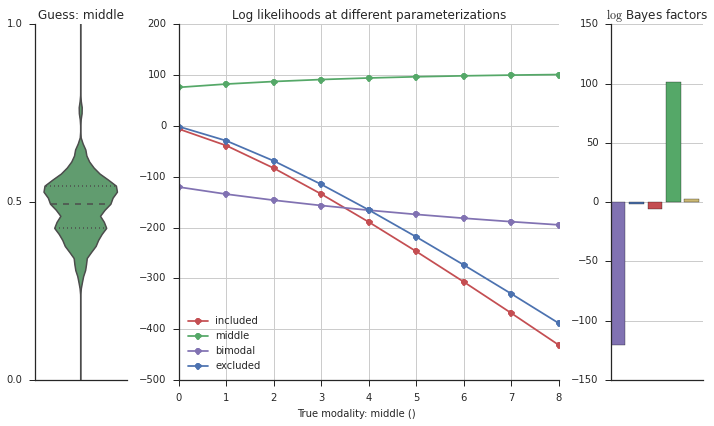 Guess: middle
1.0
0.5
0.0
Log likelihoods at different parameterizations
200
100
0
−100
−200
−300
−400
−500
included
middle
bimodal
excluded
0 1 2 3 4 5 6 7 8
True modality: middle ()
log Bayes factors
150
100
50
0
−50
−100
−150